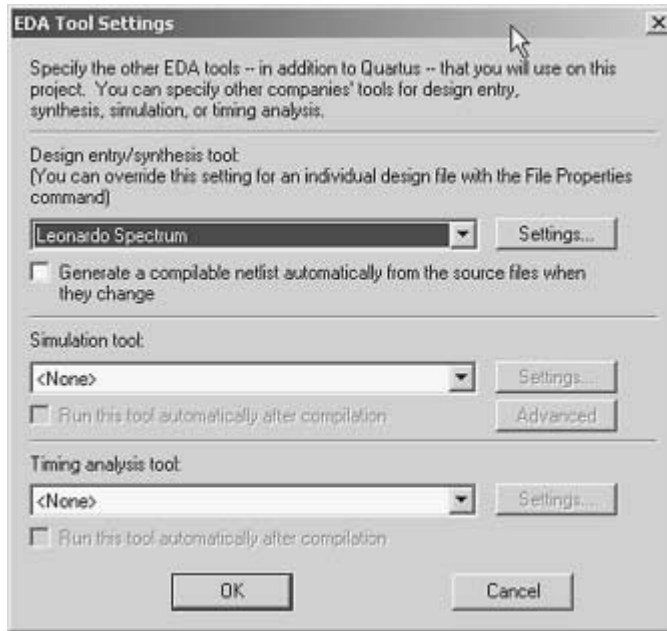 EDA Tool Settings
Specify the other EDA tools -- in addition to Quartus -- that you will use on this
project. You can specify other companies' tools for design entry,
synthesis, simulation, or timing analysis.
Design entry/synthesis tool:
(You can override this setting for an individual design file with the File Properties
command)
Leonardo Spectrum
Settings...
Generate a compilable netlist automatically from the source files when
they change
Simulation tool:
<None>
Settings...
Run this tool automatically after compilation
Advanced
Timing analysis tool:
<None>
Settings...
Run this tool automatically after compilation
OK
Cancel